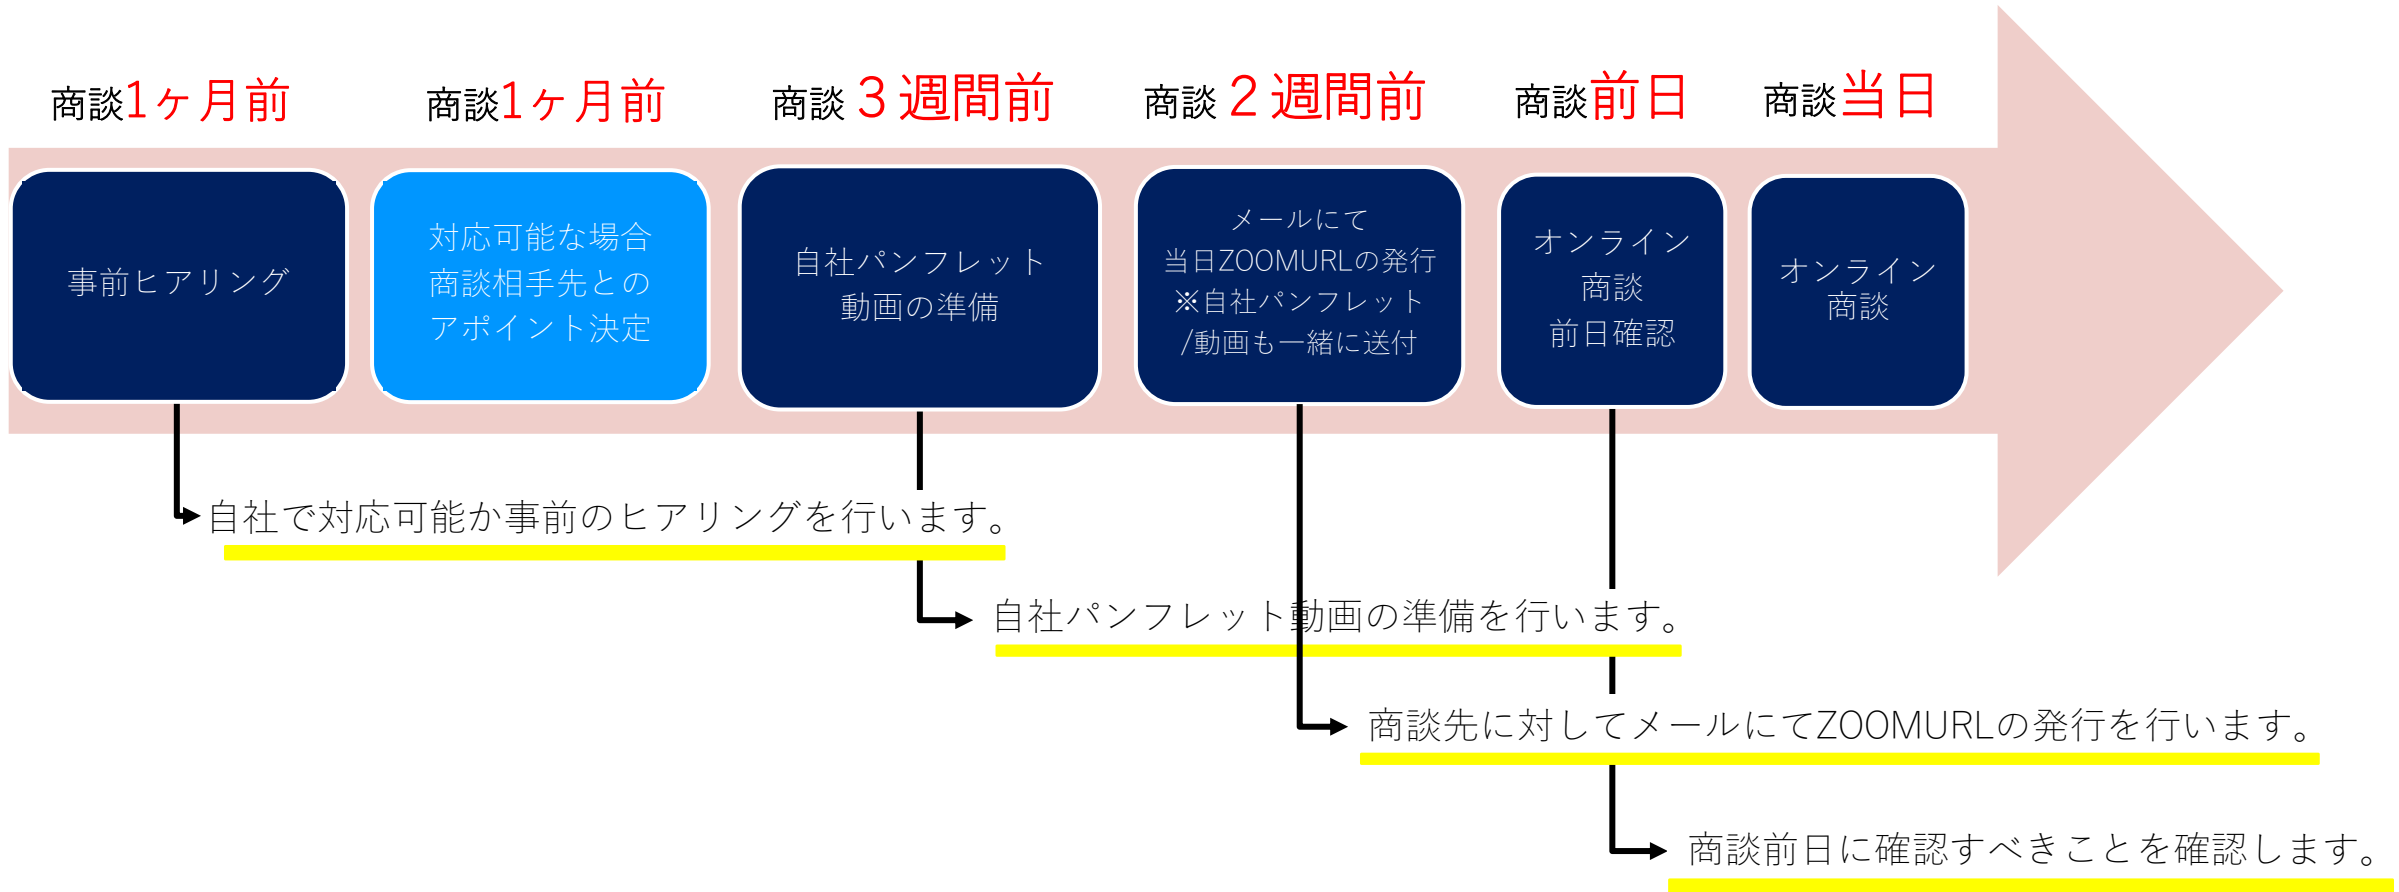 商談1ヶ月前
商談1ヶ月前
商談３週間前
商談２週間前
商談前日
商談当日
事前ヒアリング
対応可能な場合
商談相手先との
アポイント決定
自社パンフレット
動画の準備
メールにて
当日ZOOMURLの発行
※自社パンフレット
/動画も一緒に送付
オンライン
商談
前日確認
オンライン
商談
自社で対応可能か事前のヒアリングを行います。
自社パンフレット動画の準備を行います。
商談先に対してメールにてZOOMURLの発行を行います。
商談前日に確認すべきことを確認します。